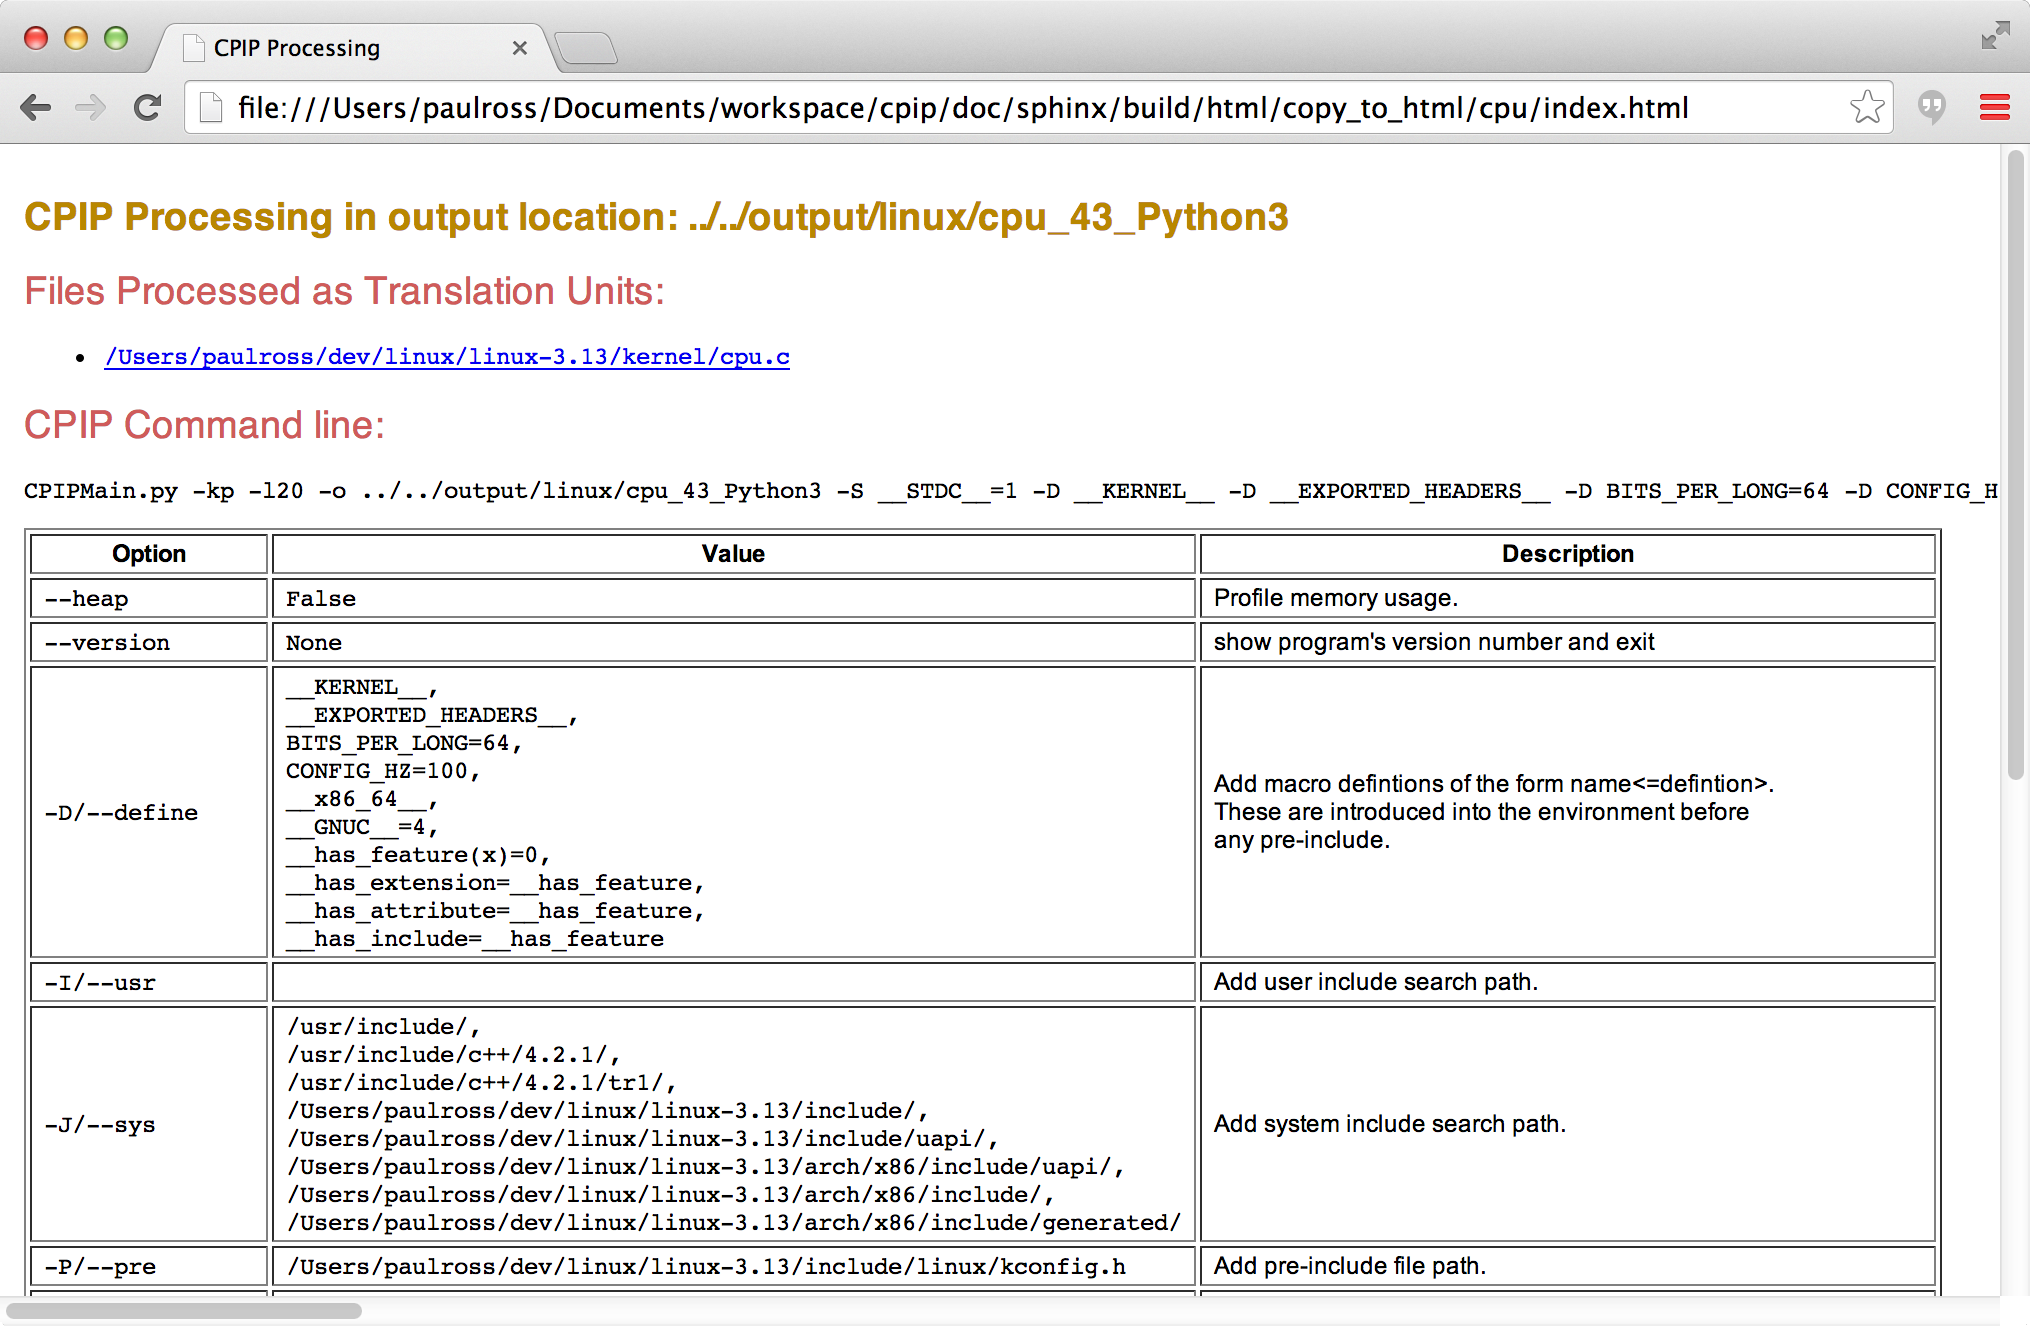 CPIP Processing
file:///Users/paulross/Documents/workspace/cpip/doc/sphinx/build/html/copy_to_html/cpu/index.html
CPIP Processing in output location: ../../output/linux/cpu_43_Python3
Files Processed as Translation Units:
• /Users/paulross/dev/linux/linux-3.13/kernel/cpu.c
CPIP Command line:
CPIPMain.py -kp -l20 -o ../../output/linux/cpu_43_Python3 -S __STDC__=1 -D __KERNEL__ -D __EXPORTED_HEADERS__ -D BITS_PER_LONG=64 -D CONFIG_H
Option Value Description
--heap False Profile memory usage.
--version None show program's version number and exit
-D/--define
__KERNEL__,
__EXPORTED_HEADERS__,
BITS_PER_LONG=64,
CONFIG_HZ=100,
__x86_64__,
__GNUC__=4,
__has_feature(x)=0,
__has_extension=__has_feature,
__has_attribute=__has_feature,
__has_include=__has_feature
Add macro defintions of the form name<=defintion>.
These are introduced into the environment before
any pre-include.
-I/--usr Add user include search path.
-J/--sys
/usr/include/,
/usr/include/c++/4.2.1/,
/usr/include/c++/4.2.1/tr1/,
/Users/paulross/dev/linux/linux-3.13/include/,
/Users/paulross/dev/linux/linux-3.13/include/uapi/,
/Users/paulross/dev/linux/linux-3.13/arch/x86/include/uapi/,
/Users/paulross/dev/linux/linux-3.13/arch/x86/include/,
/Users/paulross/dev/linux/linux-3.13/arch/x86/include/generated/
Add system include search path.
-P/--pre /Users/paulross/dev/linux/linux-3.13/include/linux/kconfig.h Add pre-include file path.